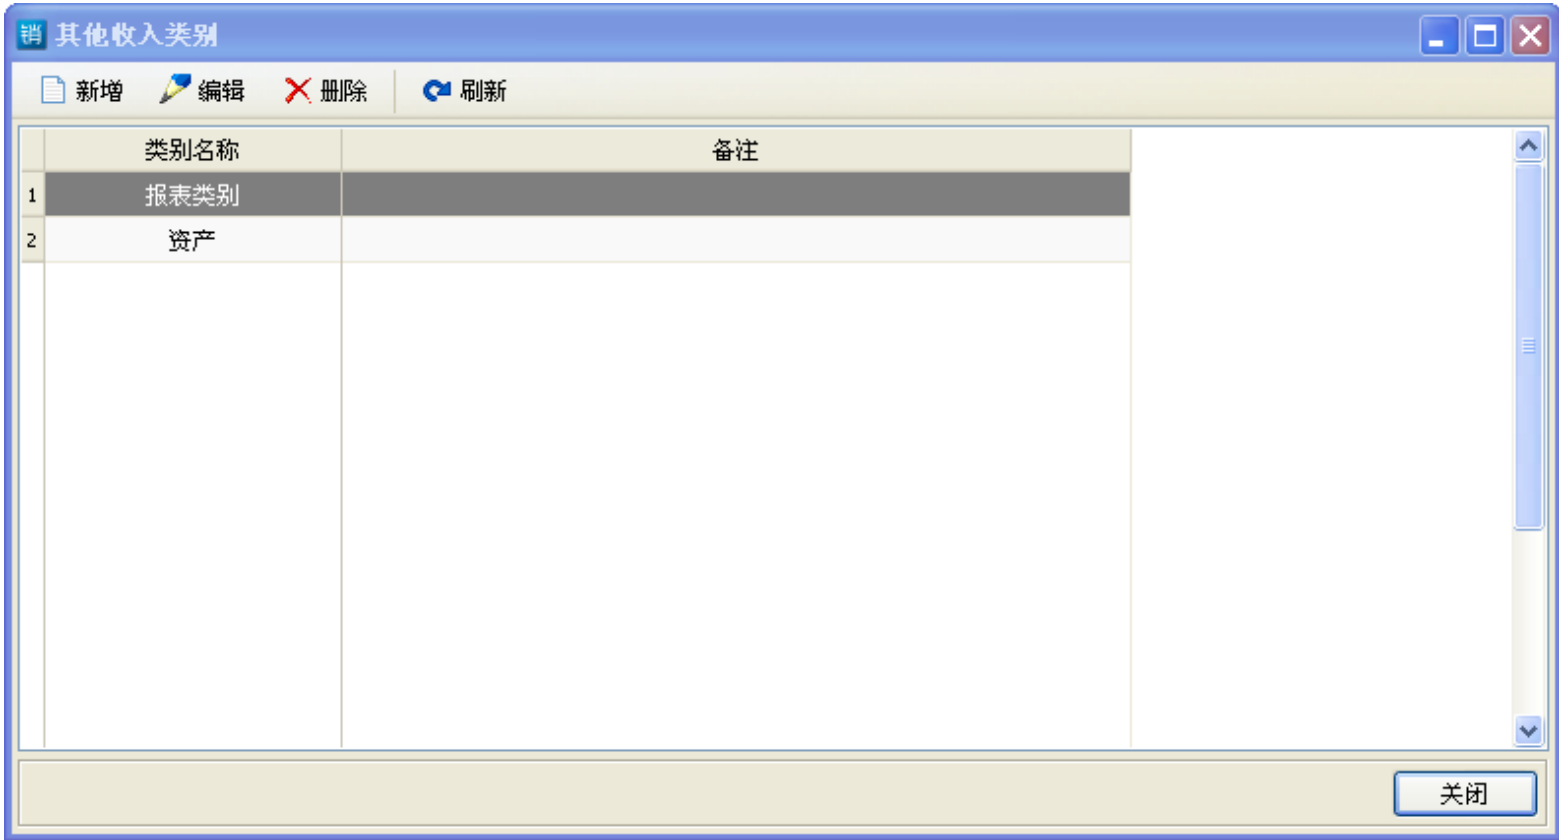 销 其他收入类别
新增 编辑 删除 刷新
类别名称 备注
1 报表类别
2 资产
关闭